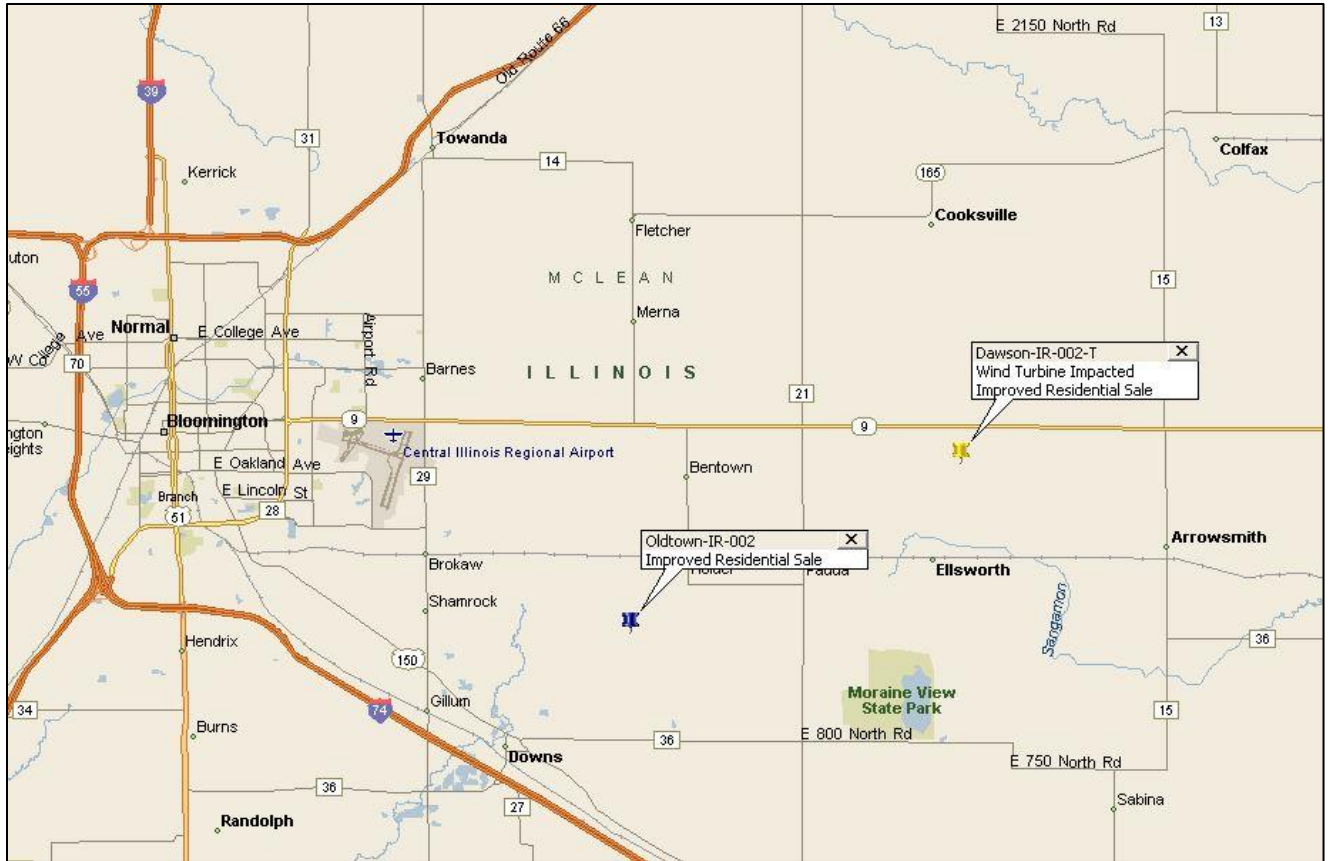 13
E 2150 North Rd
Old Route 66
39
31
Towanda
14
Colfax
Kerrick
165
Cooksville
Fletcher
MCLEAN
55
15
Merna
Normal
E College Ave
Ave
College
W Co
70
Airport Rd
Dawson-IR-002-T
Wind Turbine Impacted
Improved Residential Sale
Barnes
ILLINOIS
21
Bloomington
9
9
Central Illinois Regional Airport
E Oakland Ave
Bentown
29
E Lincoln St
Branch
28
51
Oldtown-IR-002
Improved Residential Sale
Arrowsmith
Brokaw
Ellsworth
Shamrock
Sangamon
36
Hendrix
150
Moraine View
State Park
34
74
Gillum
15
Burns
36
E 800 North Rd
Downs
E 750 North Rd
36
27
Sabina
Randolph